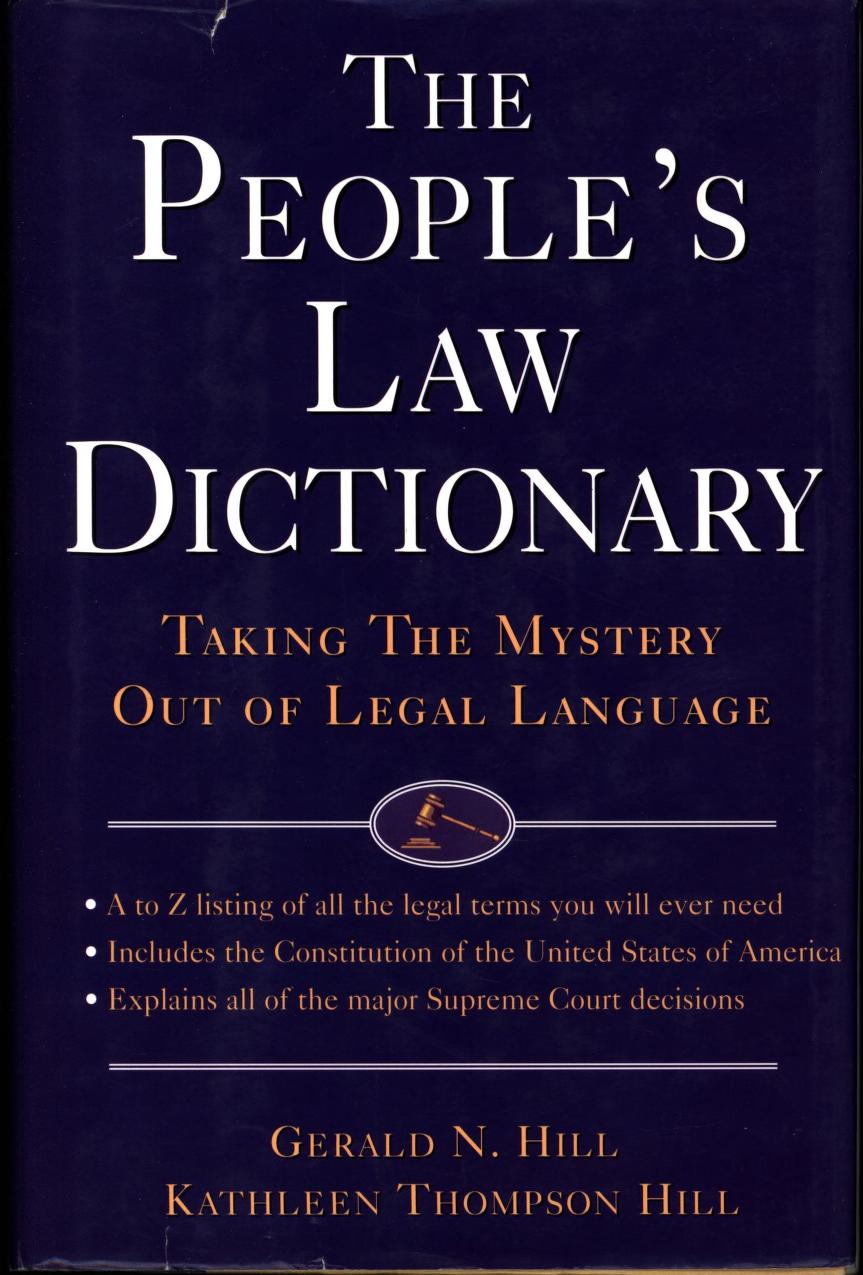 THE
PEOPLE'S
LAW
DICTIONARY
TAKING THE MYSTERY
OUT OF LEGAL LANGUAGE
• A to Z listing of all the legal terms you will ever need
• Includes the Constitution of the United States of America
• Explains all of the major Supreme Court decisions
GERALD N. HILL
KATHLEEN THOMPSON HILL